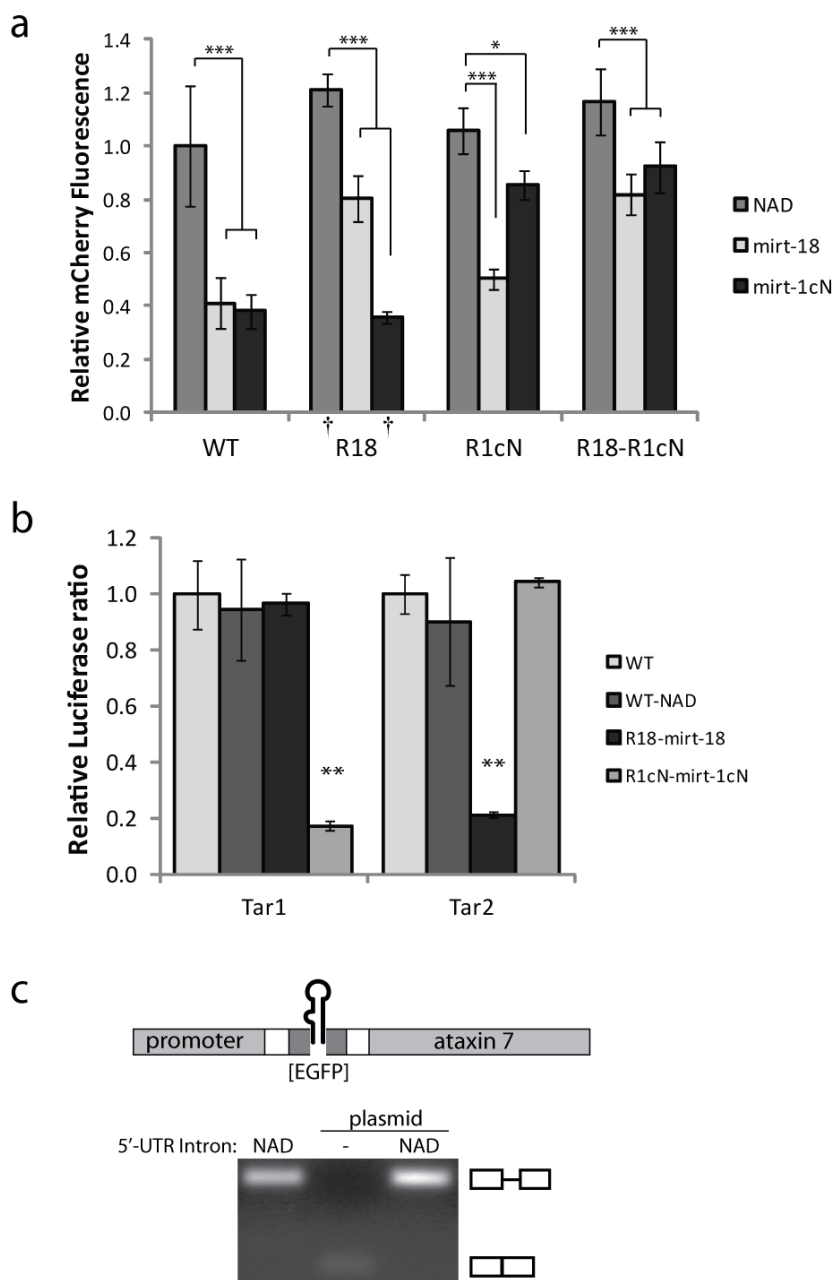 a
Relative mCherry Fluorescence
1.4
1.2
1.0
0.8
0.6
0.4
0.2
0.0
***
***
*
***
***
† †
WT R18 R1cN R18-R1cN
NAD
mirt-18
mirt-1cN
b
Relative Luciferase ratio
1.2
1.0
0.8
0.6
0.4
0.2
0.0
** **
Tar1 Tar2
WT
WT-NAD
R18-mirt-18
R1cN-mirt-1cN
c
promoter ataxin 7
[EGFP]
plasmid
5′-UTR Intron: NAD - NAD